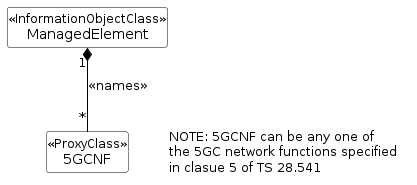 «InformationObjectClass»
ManagedElement
1
«names»
*
«ProxyClass»
5GCNF
NOTE: 5GCNF can be any one of
the 5GC network functions specified
in clasue 5 of TS 28.541